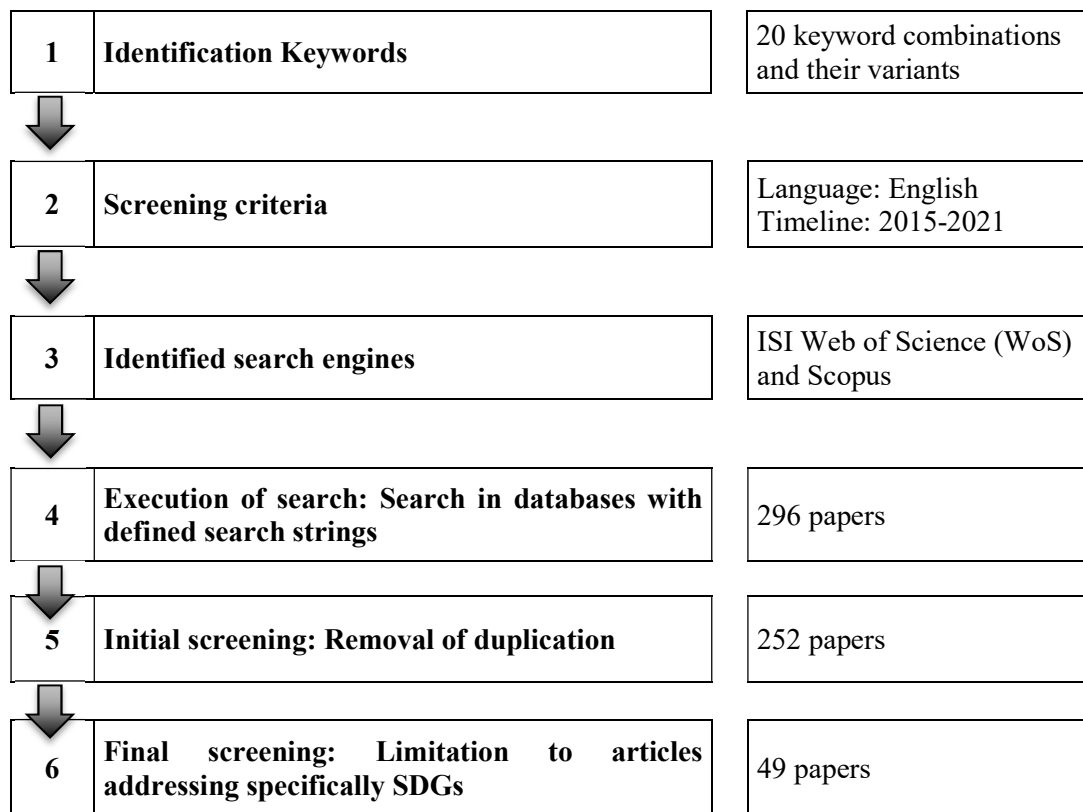 1 Identification Keywords 20 keyword combinations
and their variants
2 Screening criteria Language: English
Timeline: 2015-2021
3 Identified search engines ISI Web of Science (WoS)
and Scopus
4 Execution of search: Search in databases with
defined search strings 296 papers
5 Initial screening: Removal of duplication 252 papers
6 Final screening: Limitation to articles
addressing specifically SDGs 49 papers